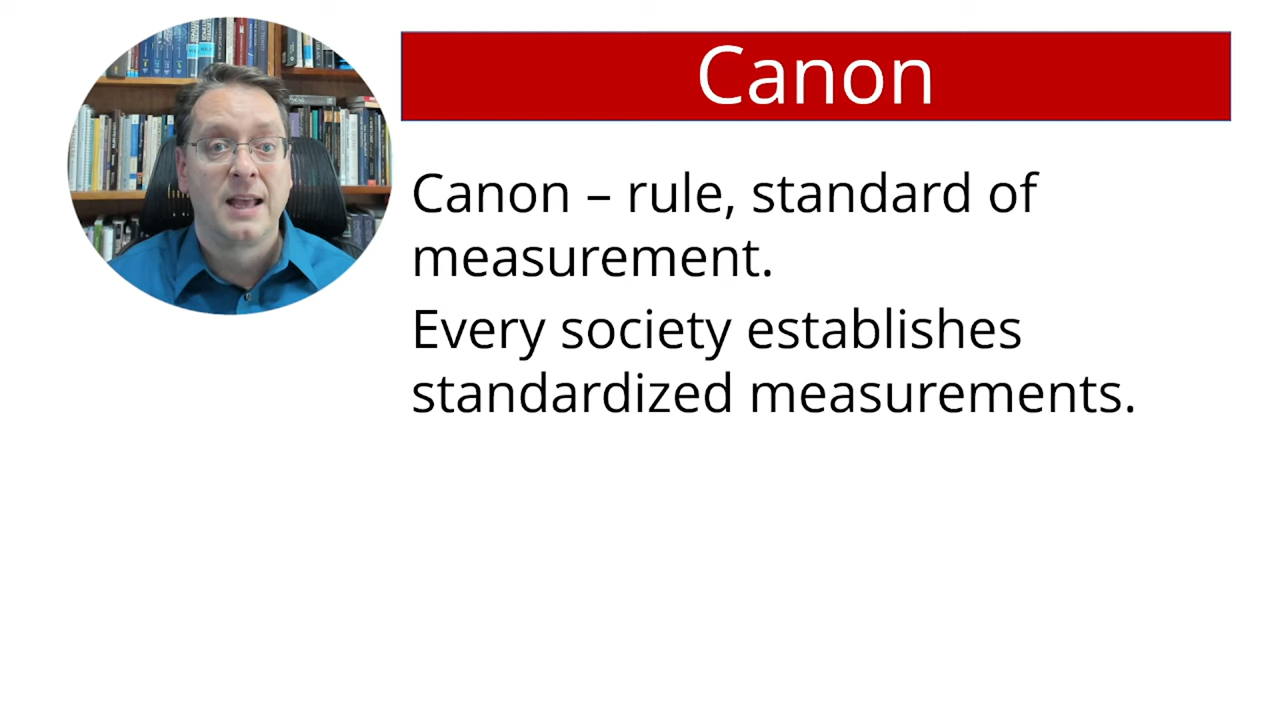 Canon
Canon – rule, standard of
measurement.
Every society establishes
standardized measurements.